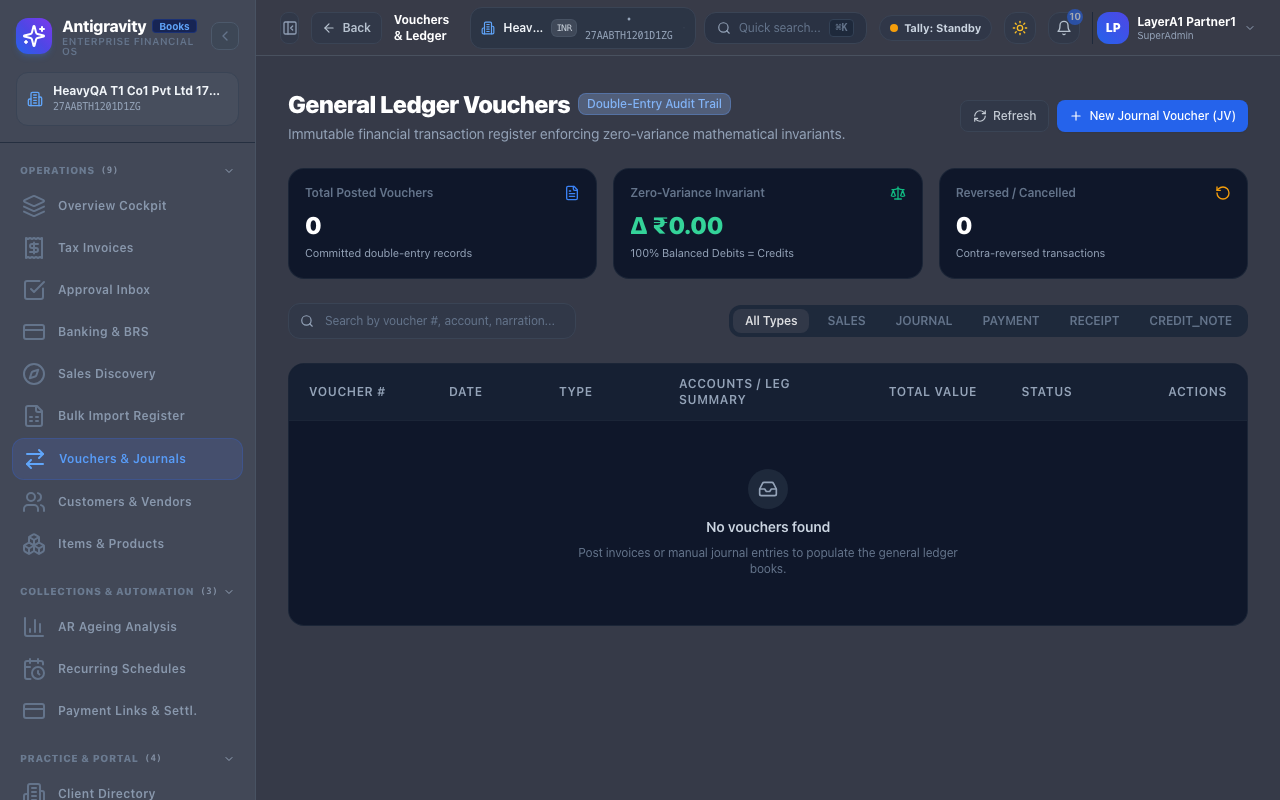 Antigravity Books
ENTERPRISE FINANCIAL OS
HeavyQA T1 Co1 Pvt Ltd 17...
27AABTH1201D1ZG
OPERATIONS (9)
Overview Cockpit
Tax Invoices
Approval Inbox
Banking & BRS
Sales Discovery
Bulk Import Register
Vouchers & Journals
Customers & Vendors
Items & Products
COLLECTIONS & AUTOMATION (3)
AR Ageing Analysis
Recurring Schedules
Payment Links & Settl.
PRACTICE & PORTAL (4)
Client Directory
Back
Vouchers
& Ledger
Heav... INR • 27AABTH1201D1ZG
Quick search... ⌘K
Tally: Standby
10
LP
LayerA1 Partner1
SuperAdmin
General Ledger Vouchers Double-Entry Audit Trail
Immutable financial transaction register enforcing zero-variance mathematical invariants.
Refresh
New Journal Voucher (JV)
Total Posted Vouchers
0
Committed double-entry records
Zero-Variance Invariant
Δ ₹0.00
100% Balanced Debits = Credits
Reversed / Cancelled
0
Contra-reversed transactions
Search by voucher #, account, narration...
All Types SALES JOURNAL PAYMENT RECEIPT CREDIT_NOTE
VOUCHER # DATE TYPE ACCOUNTS / LEG SUMMARY TOTAL VALUE STATUS ACTIONS
No vouchers found
Post invoices or manual journal entries to populate the general ledger
books.